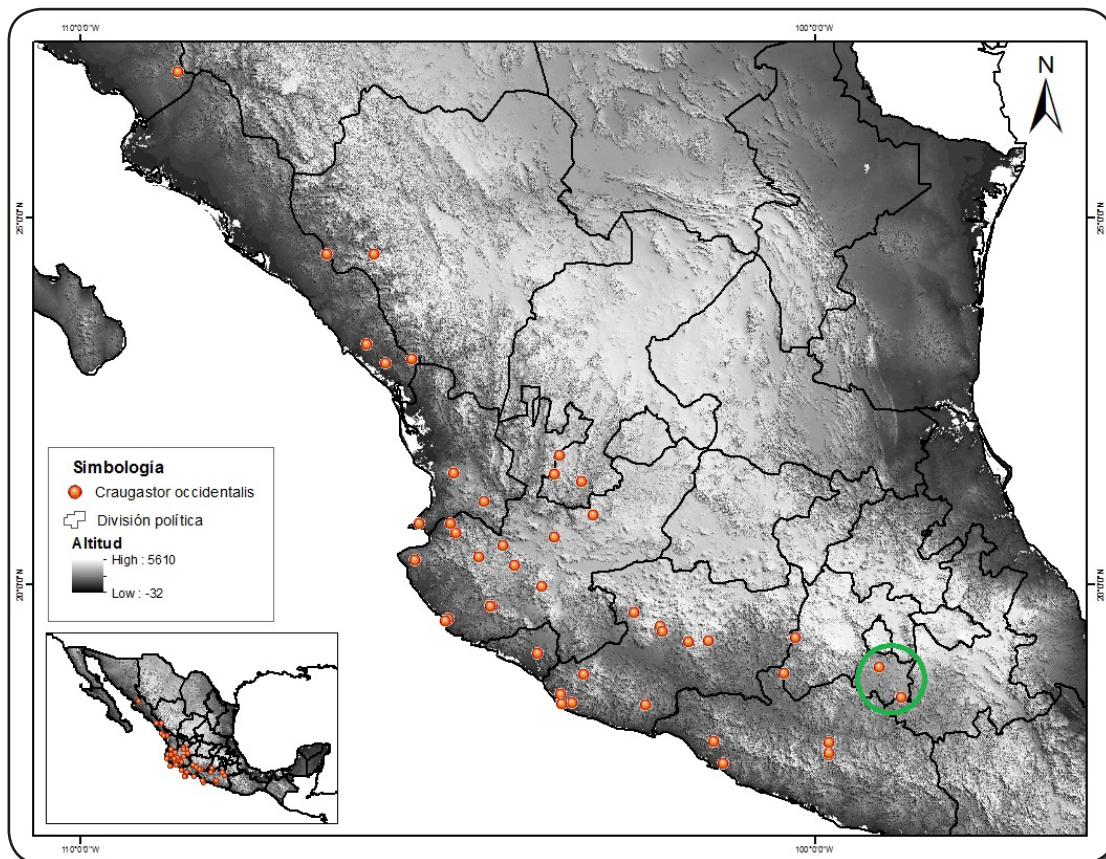 110°0'0"W
100°0'0"W
N
25°0'0"N
25°0'0"N
Simbología
Craugastor occidentalis
División política
Altitud
High : 5610
Low : -32
20°0'0"N
20°0'0"N
110°0'0"W
100°0'0"W